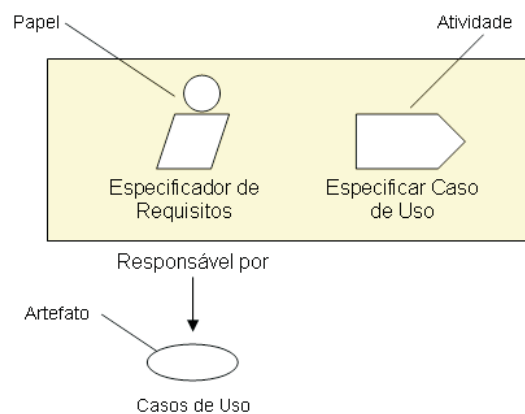 Papel
Atividade
Especificador de
Requisitos
Especificar Caso
de Uso
Responsável por
Artefato
Casos de Uso